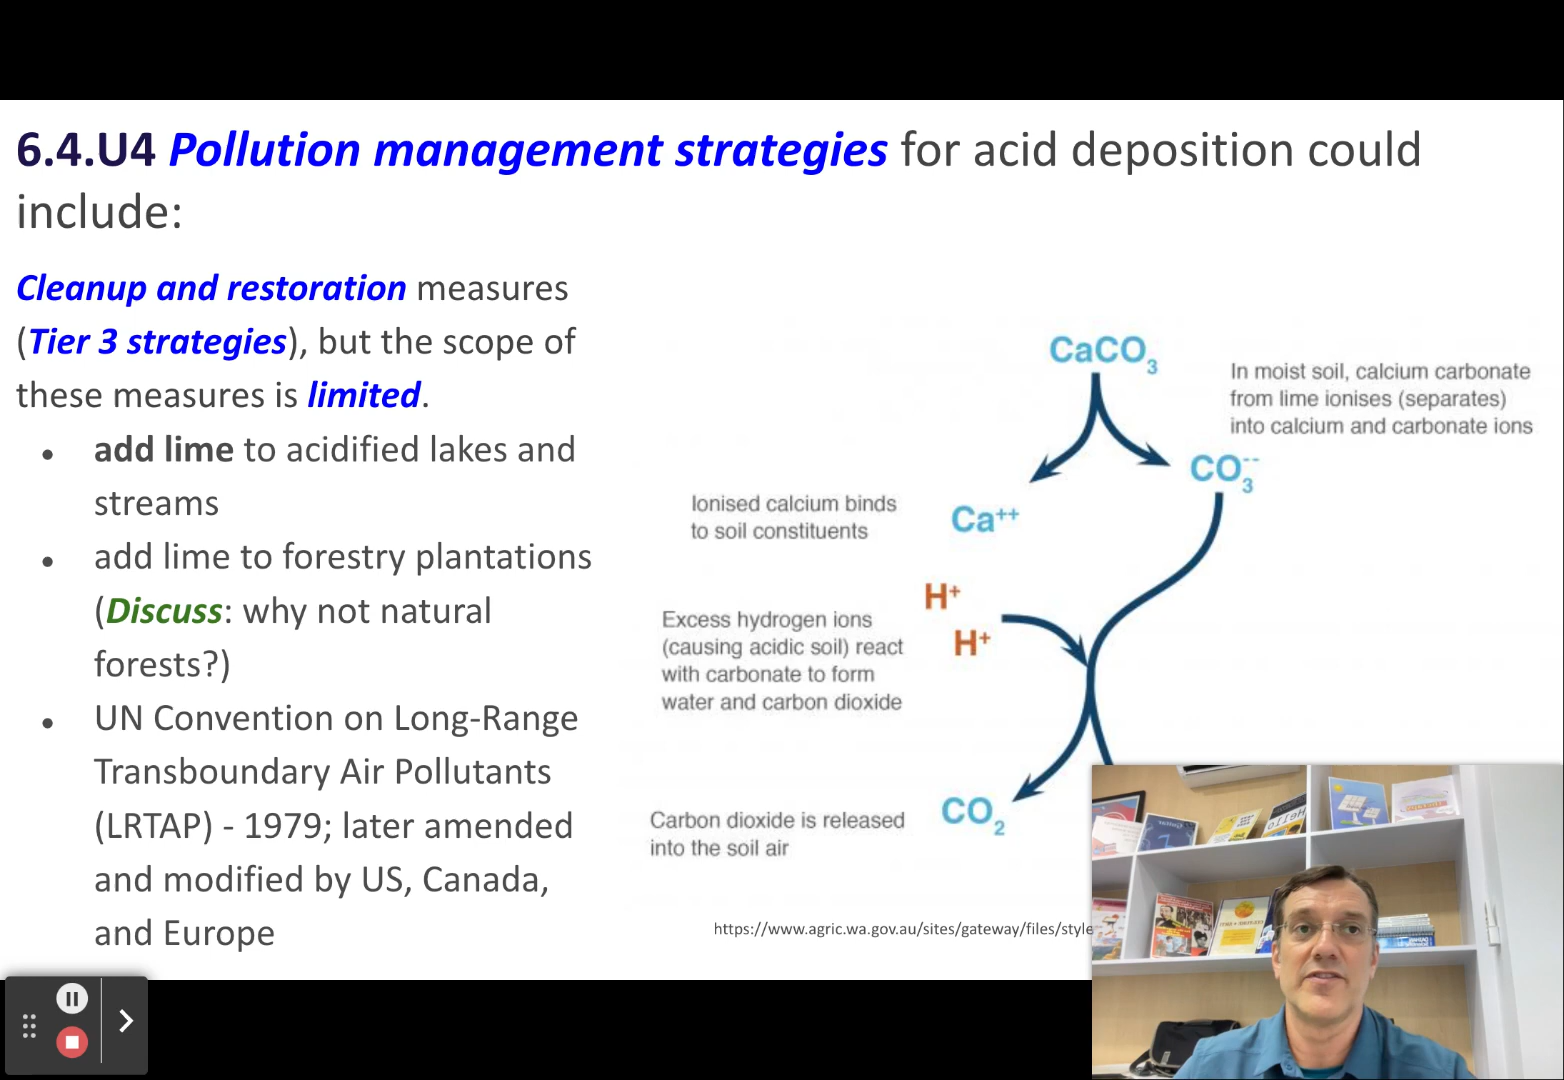 6.4.U4 Pollution management strategies for acid deposition could
include:
Cleanup and restoration measures
(Tier 3 strategies), but the scope of
these measures is limited.
• add lime to acidified lakes and
streams
• add lime to forestry plantations
(Discuss: why not natural
forests?)
• UN Convention on Long-Range
Transboundary Air Pollutants
(LRTAP) - 1979; later amended
and modified by US, Canada,
and Europe
CaCO3
In moist soil, calcium carbonate
from lime ionises (separates)
into calcium and carbonate ions
CO3--
Ionised calcium binds
to soil constituents
Ca++
H+
H+
Excess hydrogen ions
(causing acidic soil) react
with carbonate to form
water and carbon dioxide
CO2
Carbon dioxide is released
into the soil air
https://www.agric.wa.gov.au/sites/gateway/files/style
Hello